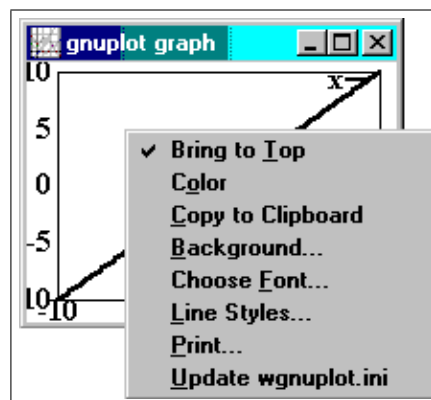 gnuplot graph
10
x
5
0
-5
10
-10
Bring to Top
Color
Copy to Clipboard
Background...
Choose Font...
Line Styles...
Print...
Update wgnuplot.ini